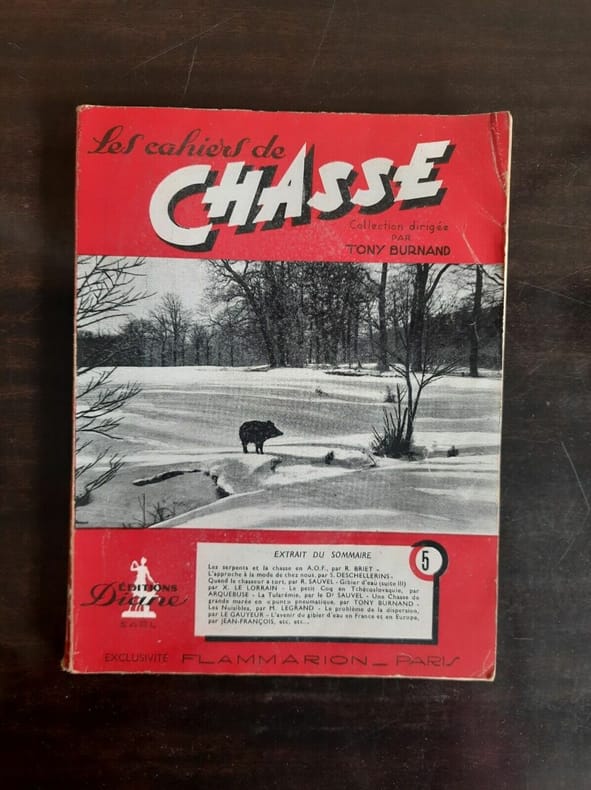 Les cahiers de
CHASSE
Collection dirigée
PAR
TONY BURNAND
EXTRAIT DU SOMMAIRE
5
Les serpents et la chasse en A.O.F., par R. BRIET -
L'approche à la mode de chez nous, par S. DESCHELLERINS -
Quand le chasseur a tort, par R. SAUVEL - Gibier d'eau (suite III)
par X. LE LORRAIN - Le petit Coq en Tchécoslovaquie, par
ARQUEBUSE - La Tularémie, par le Dr SAUVEL - Une Chasse de
grande marée en « punt » pneumatique, par TONY BURNAND -
Les Nuisibles, par M. LEGRAND - Le problème de la dispersion,
par LE GAUYEUR - L'avenir du gibier d'eau en France et en Europe,
par JEAN-FRANÇOIS, etc. etc...
ÉDITIONS
Diane
SARL
EXCLUSIVITÉ FLAMMARION - PARIS